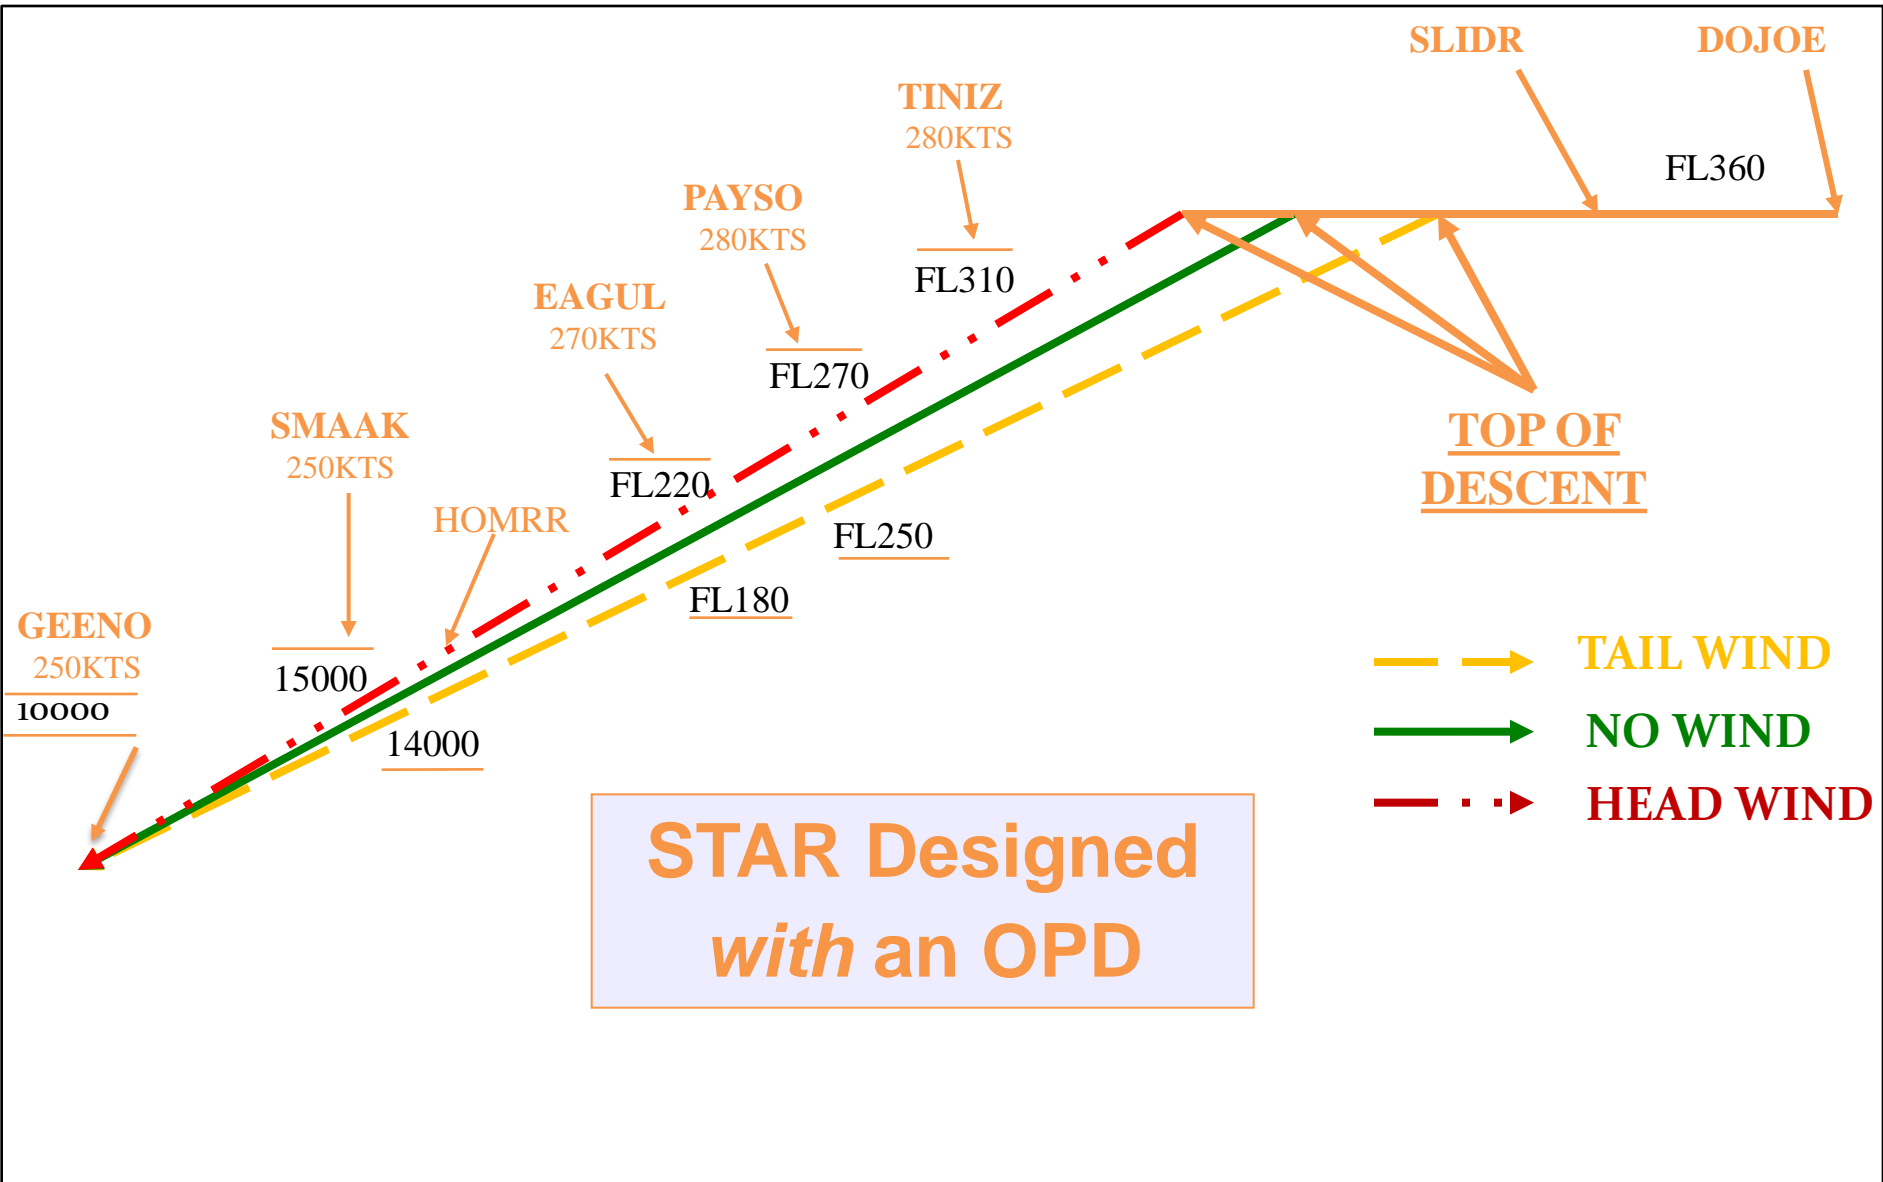 SLIDR
DOJOE
TINIZ
280KTS
FL360
PAYSO
280KTS
FL310
EAGUL
270KTS
FL270
SMAAK
250KTS
FL220
HOMRR
FL250
TOP OF
DESCENT
FL180
GEENO
250KTS
10000
15000
14000
TAIL WIND
NO WIND
HEAD WIND
STAR Designed
with an OPD